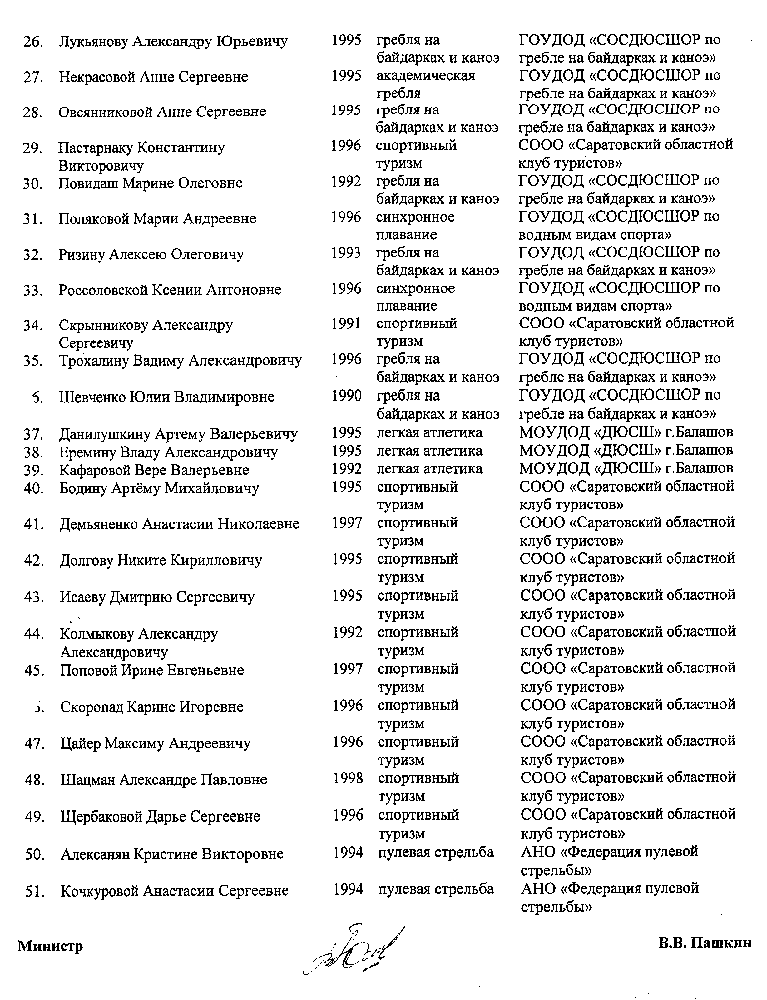 26. Лукьянову Александру Юрьевичу 1995 гребля на ГОУДОД «СОСДЮСШОР по
байдарках и каноэ гребле на байдарках и каноэ»
27. Некрасовой Анне Сергеевне 1995 академическая ГОУДОД «СОСДЮСШОР по
гребля гребле на байдарках и каноэ»
28. Овсянниковой Анне Сергеевне 1995 гребля на ГОУДОД «СОСДЮСШОР по
байдарках и каноэ гребле на байдарках и каноэ»
29. Пастарнаку Константину 1996 спортивный СООО «Саратовский областной
Викторовичу туризм клуб туристов»
30. Повидаш Марине Олеговне 1992 гребля на ГОУДОД «СОСДЮСШОР по
байдарках и каноэ гребле на байдарках и каноэ»
31. Поляковой Марии Андреевне 1996 синхронное ГОУДОД «СОСДЮСШОР по
плавание водным видам спорта»
32. Ризину Алексею Олеговичу 1993 гребля на ГОУДОД «СОСДЮСШОР по
байдарках и каноэ гребле на байдарках и каноэ»
33. Россоловской Ксении Антоновне 1996 синхронное ГОУДОД «СОСДЮСШОР по
плавание водным видам спорта»
34. Скрынникову Александру 1991 спортивный СООО «Саратовский областной
Сергеевичу туризм клуб туристов»
35. Трохалину Вадиму Александровичу 1996 гребля на ГОУДОД «СОСДЮСШОР по
байдарках и каноэ гребле на байдарках и каноэ»
Шевченко Юлии Владимировне 1990 гребля на ГОУДОД «СОСДЮСШОР по
байдарках и каноэ гребле на байдарках и каноэ»
37. Данилушкину Артему Валерьевичу 1995 легкая атлетика МОУДОД «ДЮСШ» г.Балашов
38. Еремину Владу Александровичу 1995 легкая атлетика МОУДОД «ДЮСШ» г.Балашов
39. Кафаровой Вере Валерьевне 1992 легкая атлетика МОУДОД «ДЮСШ» г.Балашов
40. Бодину Артёму Михайловичу 1995 спортивный СООО «Саратовский областной
туризм клуб туристов»
41. Демьяненко Анастасии Николаевне 1997 спортивный СООО «Саратовский областной
туризм клуб туристов»
42. Долгову Никите Кирилловичу 1995 спортивный СООО «Саратовский областной
туризм клуб туристов»
43. Исаеву Дмитрию Сергеевичу 1995 спортивный СООО «Саратовский областной
туризм клуб туристов»
44. Колмыкову Александру 1992 спортивный СООО «Саратовский областной
Александровичу туризм клуб туристов»
45. Поповой Ирине Евгеньевне 1997 спортивный СООО «Саратовский областной
туризм клуб туристов»
Скоропад Карине Игоревне 1996 спортивный СООО «Саратовский областной
туризм клуб туристов»
47. Цайер Максиму Андреевичу 1996 спортивный СООО «Саратовский областной
туризм клуб туристов»
48. Шацман Александре Павловне 1998 спортивный СООО «Саратовский областной
туризм клуб туристов»
49. Щербаковой Дарье Сергеевне 1996 спортивный СООО «Саратовский областной
туризм клуб туристов»
50. Алексанян Кристине Викторовне 1994 пулевая стрельба АНО «Федерация пулевой
стрельбы»
51. Кочкуровой Анастасии Сергеевне 1994 пулевая стрельба АНО «Федерация пулевой
стрельбы»
Министр В.В. Пашкин